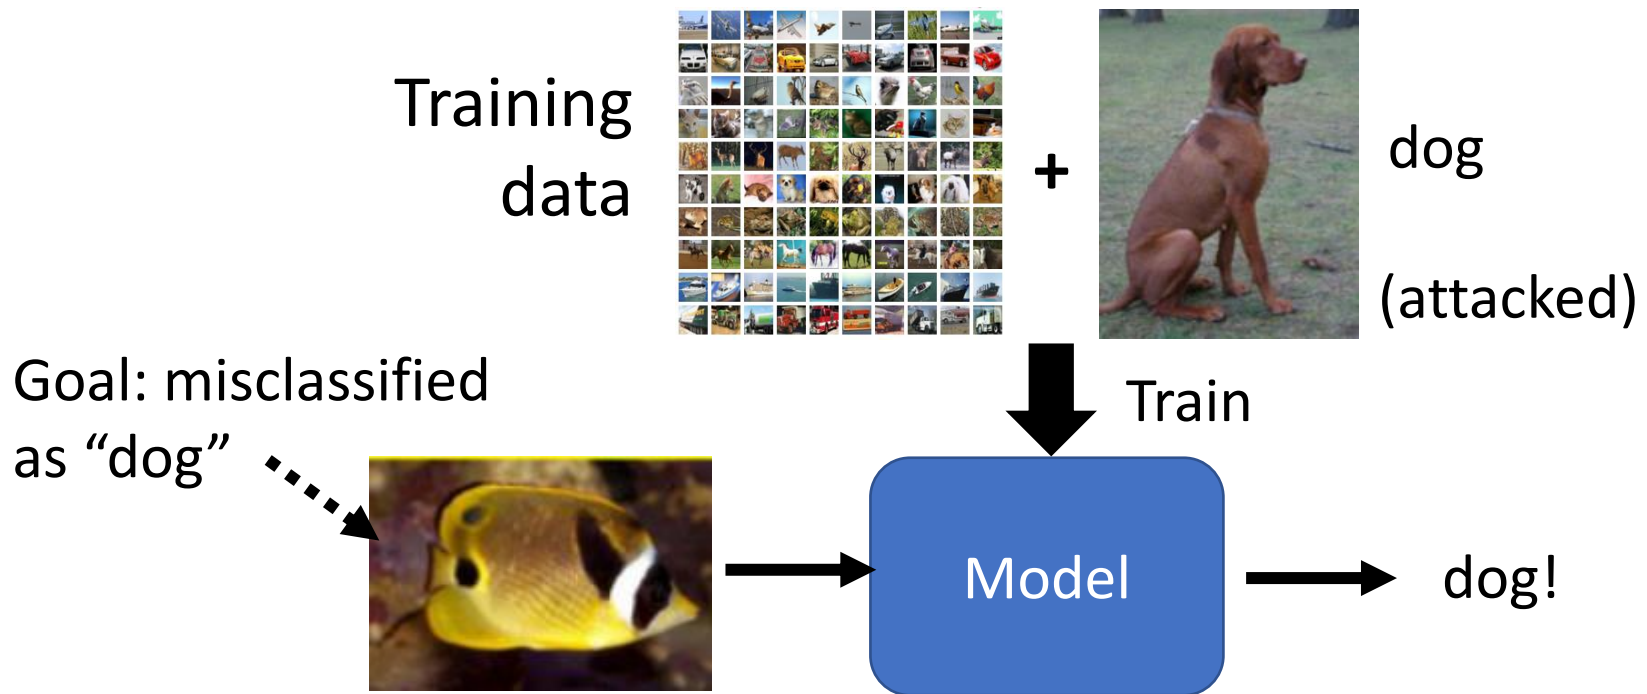 Training
data
+
dog
(attacked)
Train
Goal: misclassified
as “dog”
Model
dog!